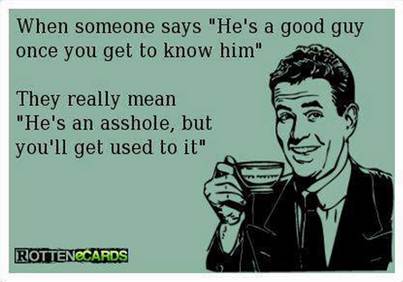 When someone says "He's a good guy
once you get to know him"
They really mean
"He's an asshole, but
you'll get used to it"
ROTTENeCARDS